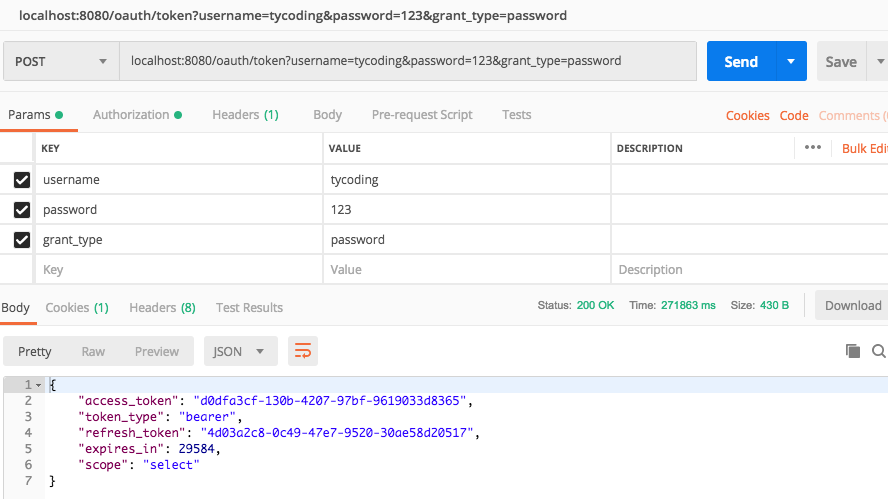 localhost:8080/oauth/token?username=tycoding&password=123&grant_type=password
POST localhost:8080/oauth/token?username=tycoding&password=123&grant_type=password Send Save
Params Authorization Headers (1) Body Pre-request Script Tests Cookies Code Comments (0
KEY VALUE DESCRIPTION ••• Bulk Edit
username tycoding
password 123
grant_type password
Key Value Description
Body Cookies (1) Headers (8) Test Results Status: 200 OK Time: 271863 ms Size: 430 B Download
Pretty Raw Preview JSON
1 {
2 "access_token": "d0dfa3cf-130b-4207-97bf-9619033d8365",
3 "token_type": "bearer",
4 "refresh_token": "4d03a2c8-0c49-47e7-9520-30ae58d20517",
5 "expires_in": 29584,
6 "scope": "select"
7 }